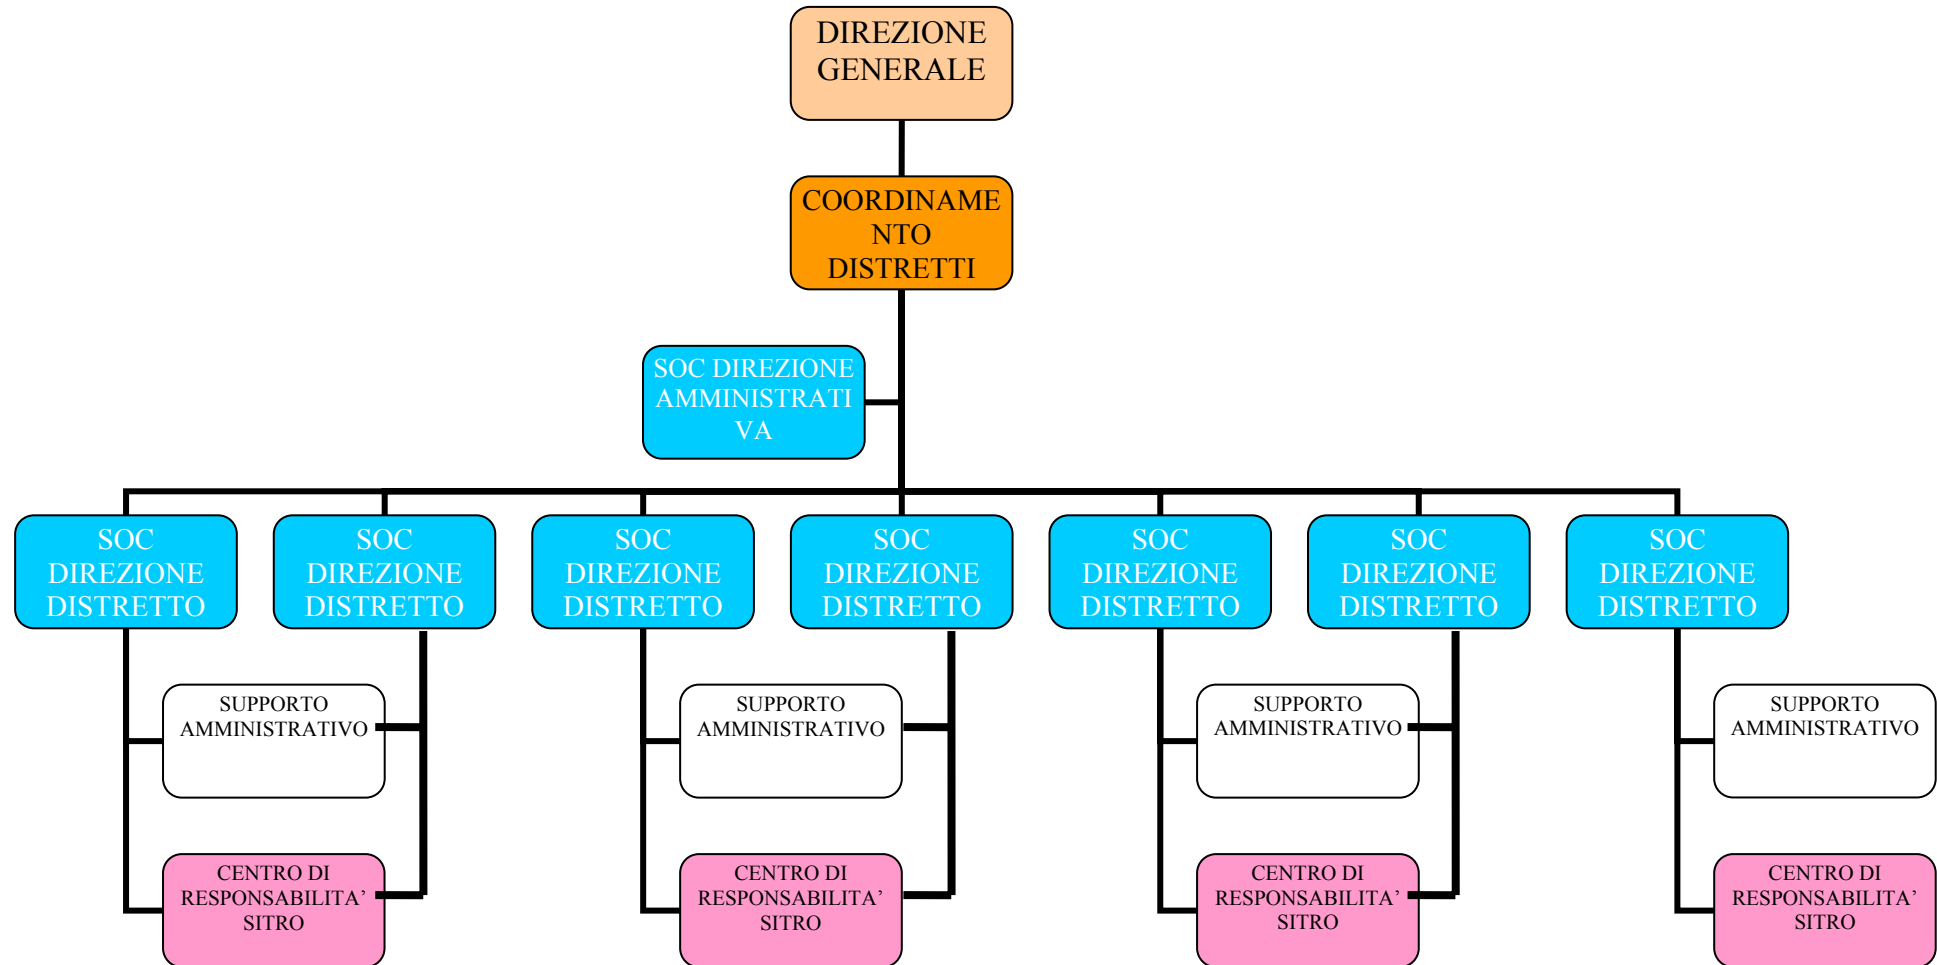 DIREZIONE
GENERALE
COORDINAME
NTO
DISTRETTI
SOC DIREZIONE
AMMINISTRATI
VA
SOC
DIREZIONE
DISTRETTO
SOC
DIREZIONE
DISTRETTO
SOC
DIREZIONE
DISTRETTO
SOC
DIREZIONE
DISTRETTO
SOC
DIREZIONE
DISTRETTO
SOC
DIREZIONE
DISTRETTO
SOC
DIREZIONE
DISTRETTO
SUPPORTO
AMMINISTRATIVO
SUPPORTO
AMMINISTRATIVO
SUPPORTO
AMMINISTRATIVO
SUPPORTO
AMMINISTRATIVO
CENTRO DI
RESPONSABILITA’
SITRO
CENTRO DI
RESPONSABILITA’
SITRO
CENTRO DI
RESPONSABILITA’
SITRO
CENTRO DI
RESPONSABILITA’
SITRO